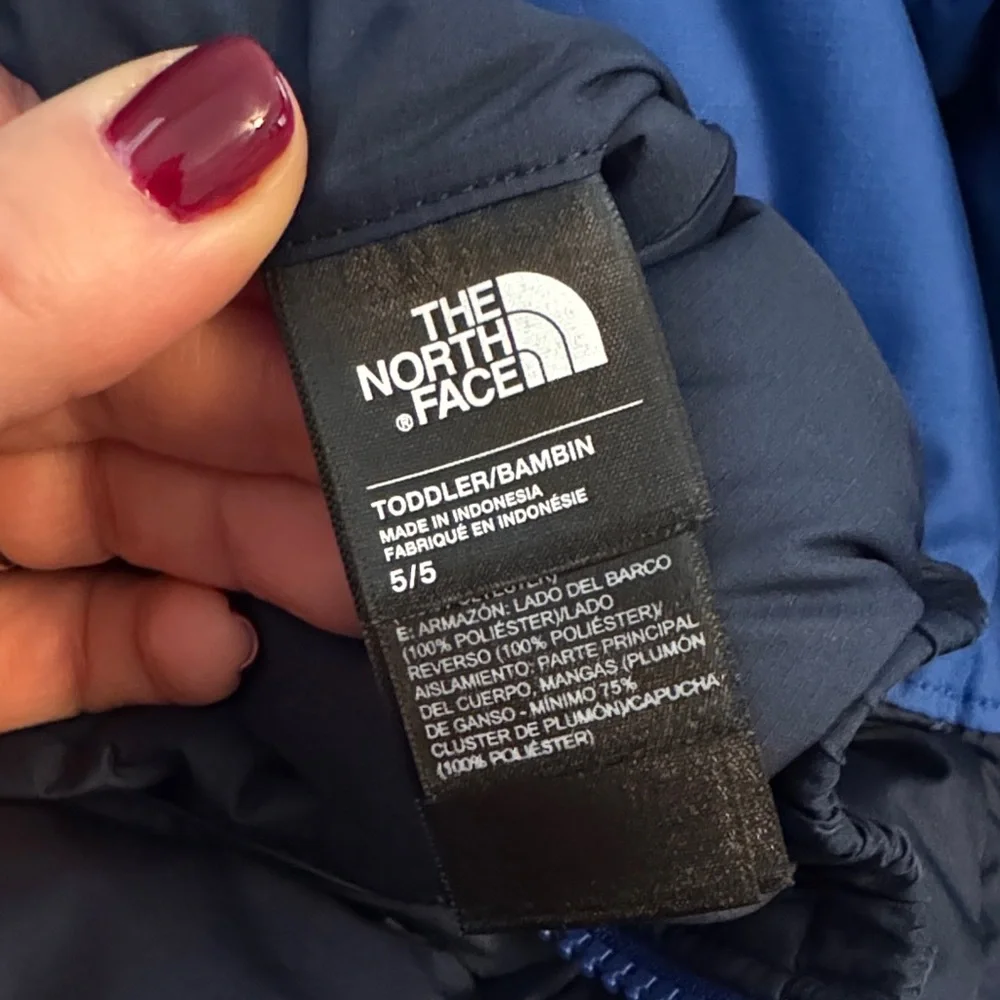 THE
NORTH
®FACE
TODDLER/BAMBIN
MADE IN INDONESIA
FABRIQUÉ EN INDONÉSIE
5/5
E: ARMAZÓN: LADO DEL BARCO
(100% POLIÉSTER)/LADO
REVERSO (100% POLIÉSTER)/
AISLAMIENTO: PARTE PRINCIPAL
DEL CUERPO, MANGAS (PLUMÓN
DE GANSO - MÍNIMO 75%
CLUSTER DE PLUMÓN)/CAPUCHA
(100% POLIÉSTER)